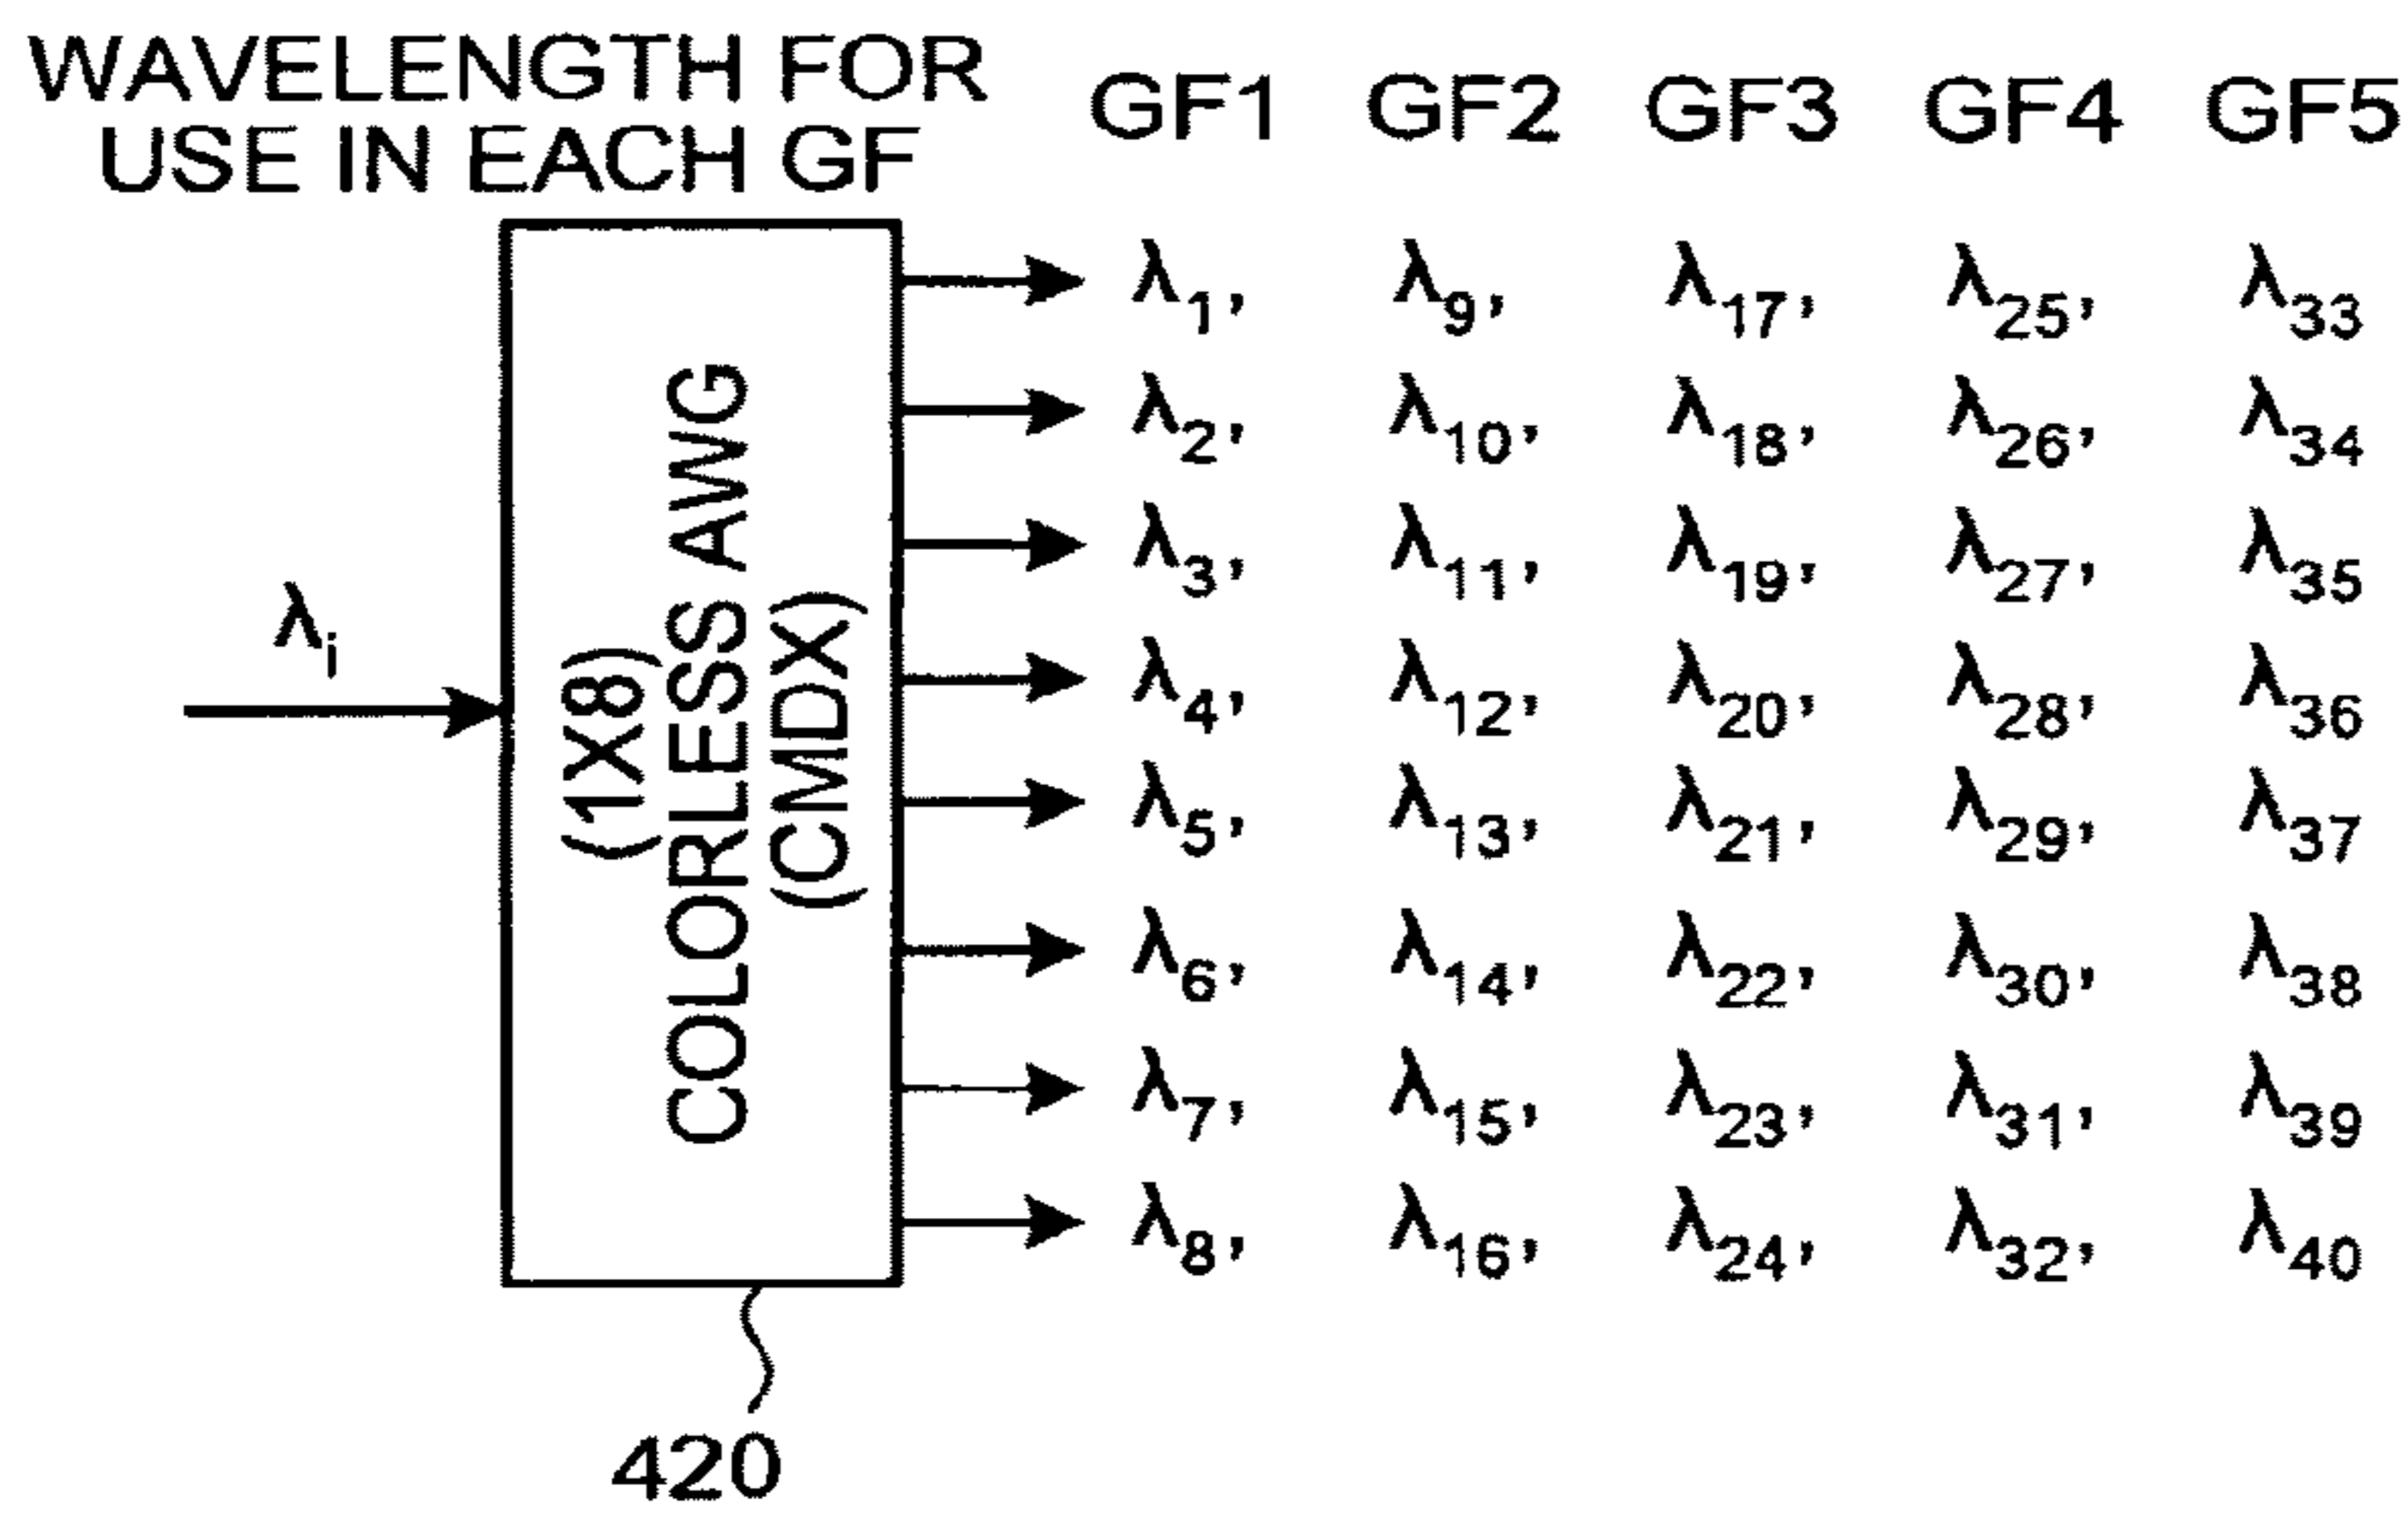 WAVELENGTH FOR
USE IN EACH GF
GF1 GF2 GF3 GF4 GF5
λi
(1X8)
COLORLESS AWG
(CMDX)
λ1, λ9, λ17, λ25, λ33
λ2, λ10, λ18, λ26, λ34
λ3, λ11, λ19, λ27, λ35
λ4, λ12, λ20, λ28, λ36
λ5, λ13, λ21, λ29, λ37
λ6, λ14, λ22, λ30, λ38
λ7, λ15, λ23, λ31, λ39
λ8, λ16, λ24, λ32, λ40
420